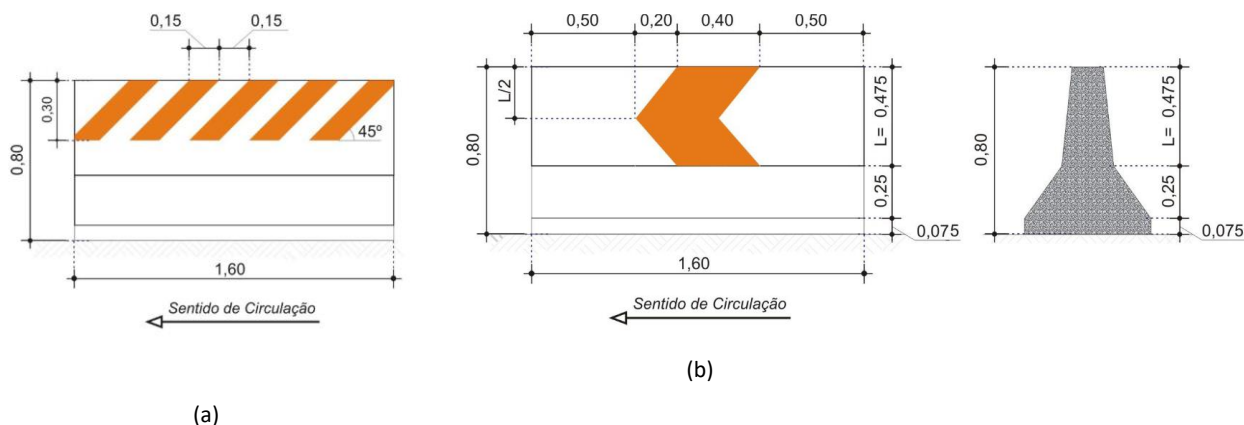 0,15 0,15
0,30
0,80
45º
1,60
Sentido de Circulação
(a)
0,50 0,20 0,40 0,50
L/2
0,80
L= 0,475
0,25
0,075
1,60
Sentido de Circulação
(b)
0,80
L= 0,475
0,25
0,075